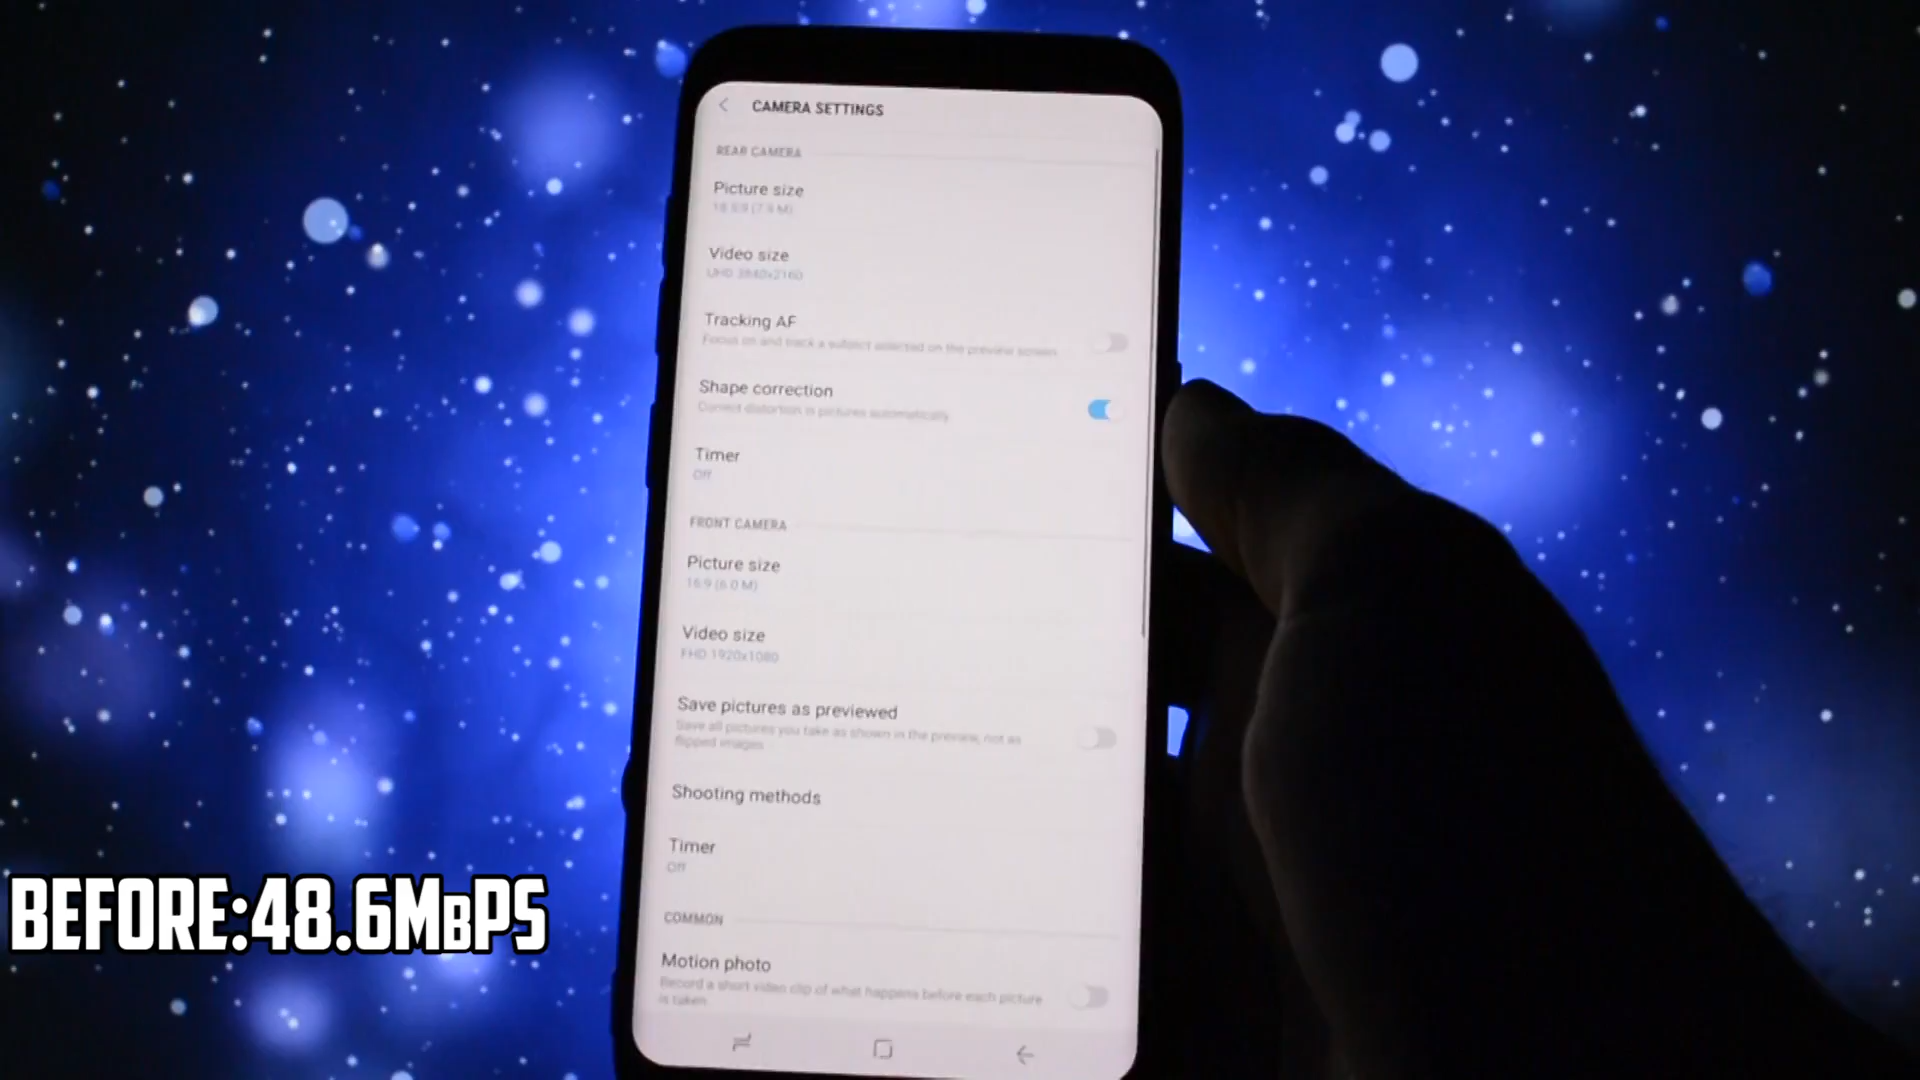 CAMERA SETTINGS
REAR CAMERA
Picture size
18.5:9 (7.9 M)
Video size
UHD 3840x2160
Tracking AF
Focus on and track a subject selected on the preview screen.
Shape correction
Correct distortion in pictures automatically.
Timer
Off
FRONT CAMERA
Picture size
16:9 (6.0 M)
Video size
FHD 1920x1080
Save pictures as previewed
Save all pictures you take as shown in the preview, not as
flipped images.
Shooting methods
Timer
Off
COMMON
Motion photo
Record a short video clip of what happens before each picture
is taken.
BEFORE:48.6MBPS